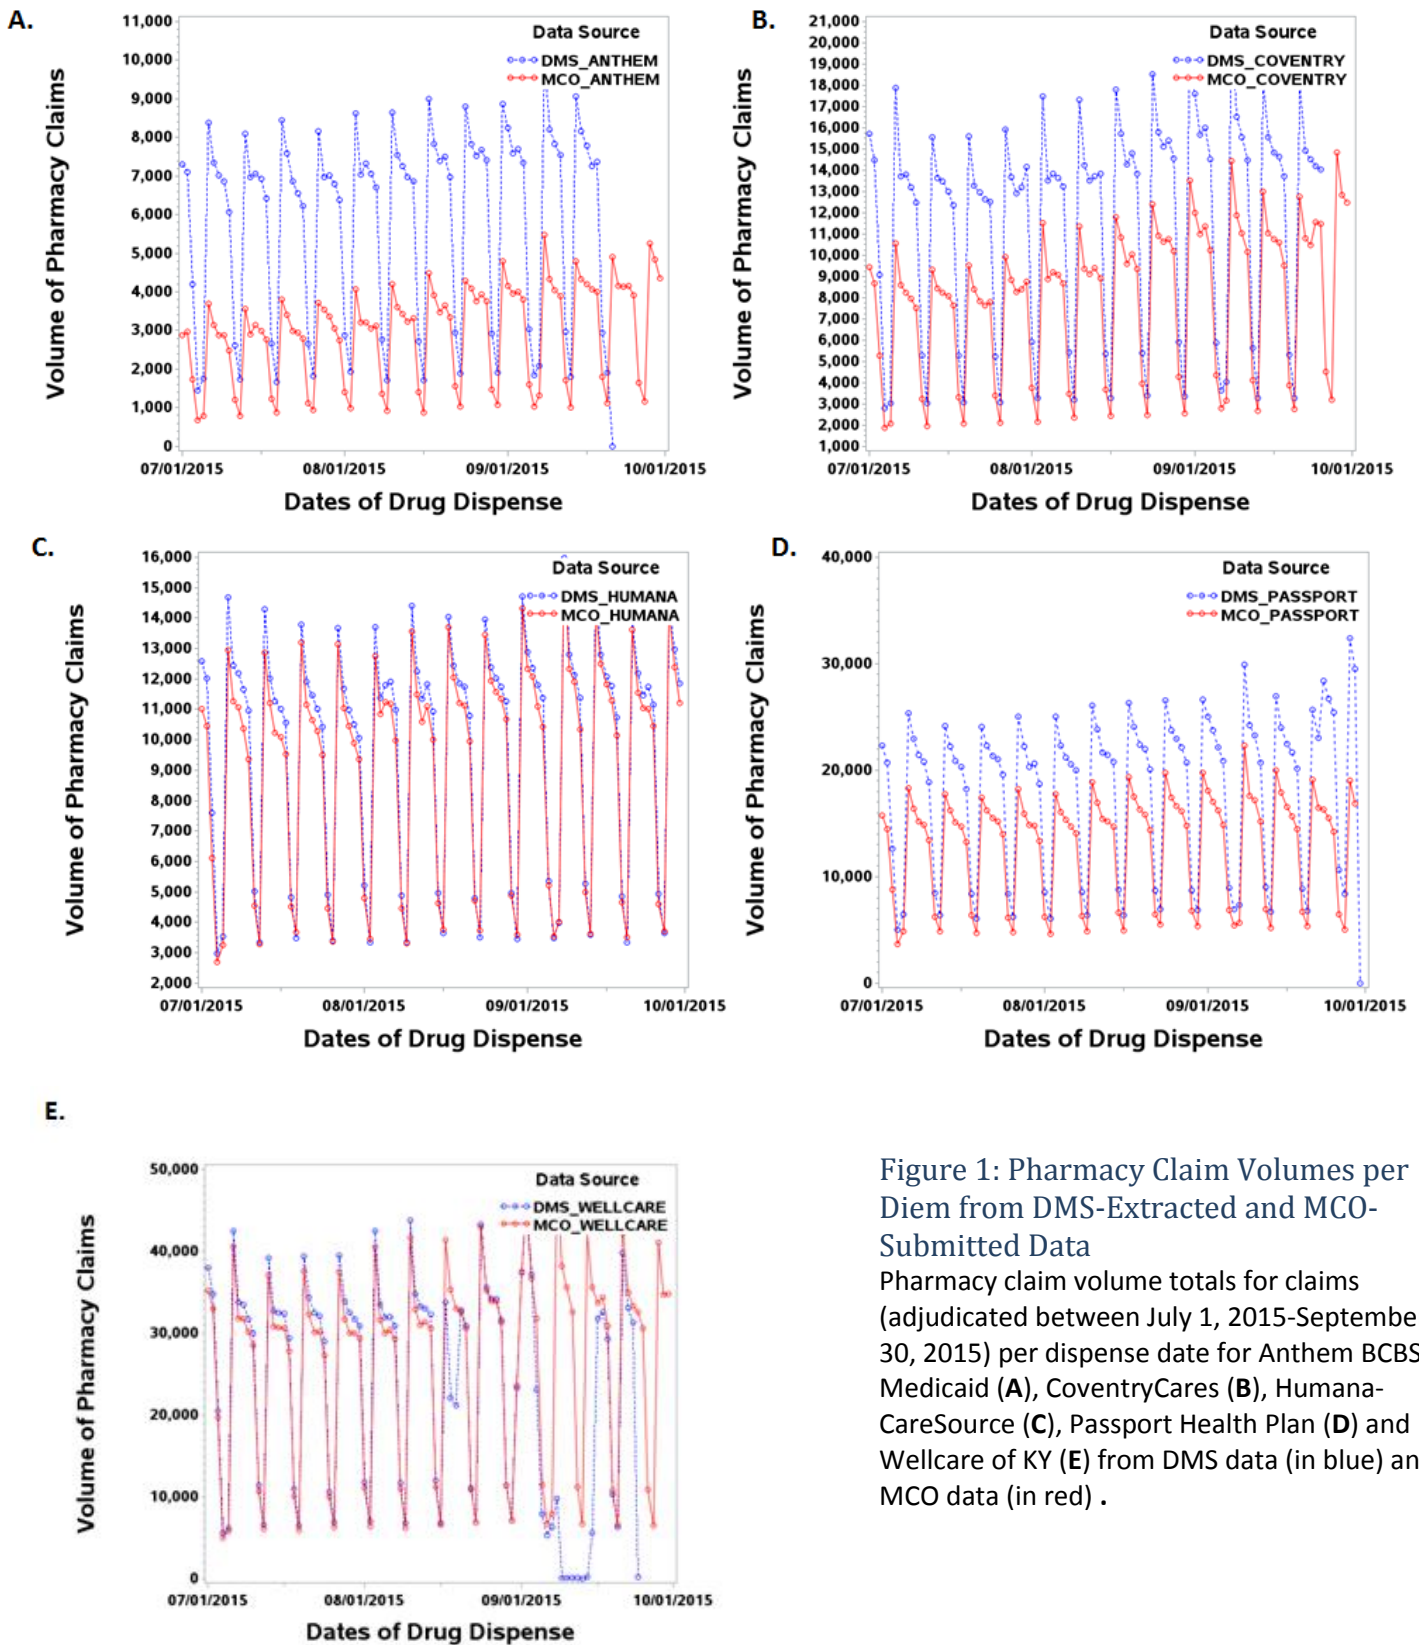 A.
Volume of Pharmacy Claims
11,000
10,000
9,000
8,000
7,000
6,000
5,000
4,000
3,000
2,000
1,000
0
Data Source
DMS_ANTHEM
MCO_ANTHEM
07/01/2015 08/01/2015 09/01/2015 10/01/2015
Dates of Drug Dispense
B.
Volume of Pharmacy Claims
21,000
20,000
19,000
18,000
17,000
16,000
15,000
14,000
13,000
12,000
11,000
10,000
9,000
8,000
7,000
6,000
5,000
4,000
3,000
2,000
1,000
Data Source
DMS_COVENTRY
MCO_COVENTRY
07/01/2015 08/01/2015 09/01/2015 10/01/2015
Dates of Drug Dispense
C.
Volume of Pharmacy Claims
16,000
15,000
14,000
13,000
12,000
11,000
10,000
9,000
8,000
7,000
6,000
5,000
4,000
3,000
2,000
Data Source
DMS_HUMANA
MCO_HUMANA
07/01/2015 08/01/2015 09/01/2015 10/01/2015
Dates of Drug Dispense
D.
Volume of Pharmacy Claims
40,000
30,000
20,000
10,000
0
Data Source
DMS_PASSPORT
MCO_PASSPORT
07/01/2015 08/01/2015 09/01/2015 10/01/2015
Dates of Drug Dispense
E.
Volume of Pharmacy Claims
50,000
40,000
30,000
20,000
10,000
0
Data Source
DMS_WELLCARE
MCO_WELLCARE
07/01/2015 08/01/2015 09/01/2015 10/01/2015
Dates of Drug Dispense
Figure 1: Pharmacy Claim Volumes per
Diem from DMS-Extracted and MCO-
Submitted Data
Pharmacy claim volume totals for claims
(adjudicated between July 1, 2015-Septembe
30, 2015) per dispense date for Anthem BCBS
Medicaid (A), CoventryCares (B), Humana-
CareSource (C), Passport Health Plan (D) and
Wellcare of KY (E) from DMS data (in blue) an
MCO data (in red) .